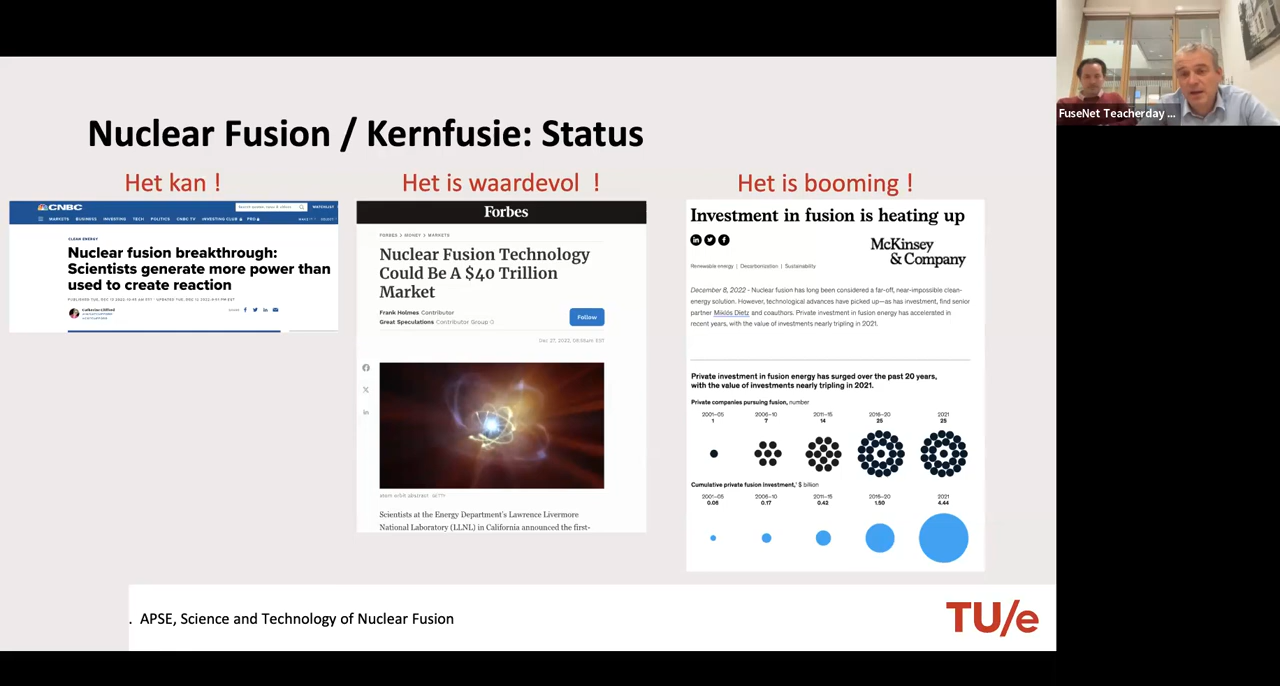 FuseNet Teacherday ...
Nuclear Fusion / Kernfusie: Status
Het kan !
CNBC
MARKETS BUSINESS INVESTING TECH POLITICS CNBC TV INVESTING CLUB PRO
WATCHLIST
CLEAN ENERGY
Nuclear fusion breakthrough:
Scientists generate more power than
used to create reaction
Het is waardevol !
Forbes
FORBES > MONEY > MARKETS
Nuclear Fusion Technology
Could Be A $40 Trillion
Market
Frank Holmes Contributor
Great Speculations Contributor Group
Follow
Dec 27, 2022,
atom orbit abstract GETTY
Scientists at the Energy Department's Lawrence Livermore
National Laboratory (LLNL) in California announced the first-
Het is booming !
Investment in fusion is heating up
McKinsey
& Company
Renewable energy | Decarbonization | Sustainability
December 8, 2022 - Nuclear fusion has long been considered a far-off, near-impossible clean-
energy solution. However, technological advances have picked up—as has investment, find senior
partner Miklós Dietz and coauthors. Private investment in fusion energy has accelerated in
recent years, with the value of investments nearly tripling in 2021.
Private investment in fusion energy has surged over the past 20 years,
with the value of investments nearly tripling in 2021.
Private companies pursuing fusion, number
2001–05 2006–10 2011–15 2016–20 2021
1 7 14 25 25
Cumulative private fusion investment,¹ $ billion
2001–05 2006–10 2011–15 2016–20 2021
0.06 0.17 0.42 1.50 4.44
. APSE, Science and Technology of Nuclear Fusion
TU/e